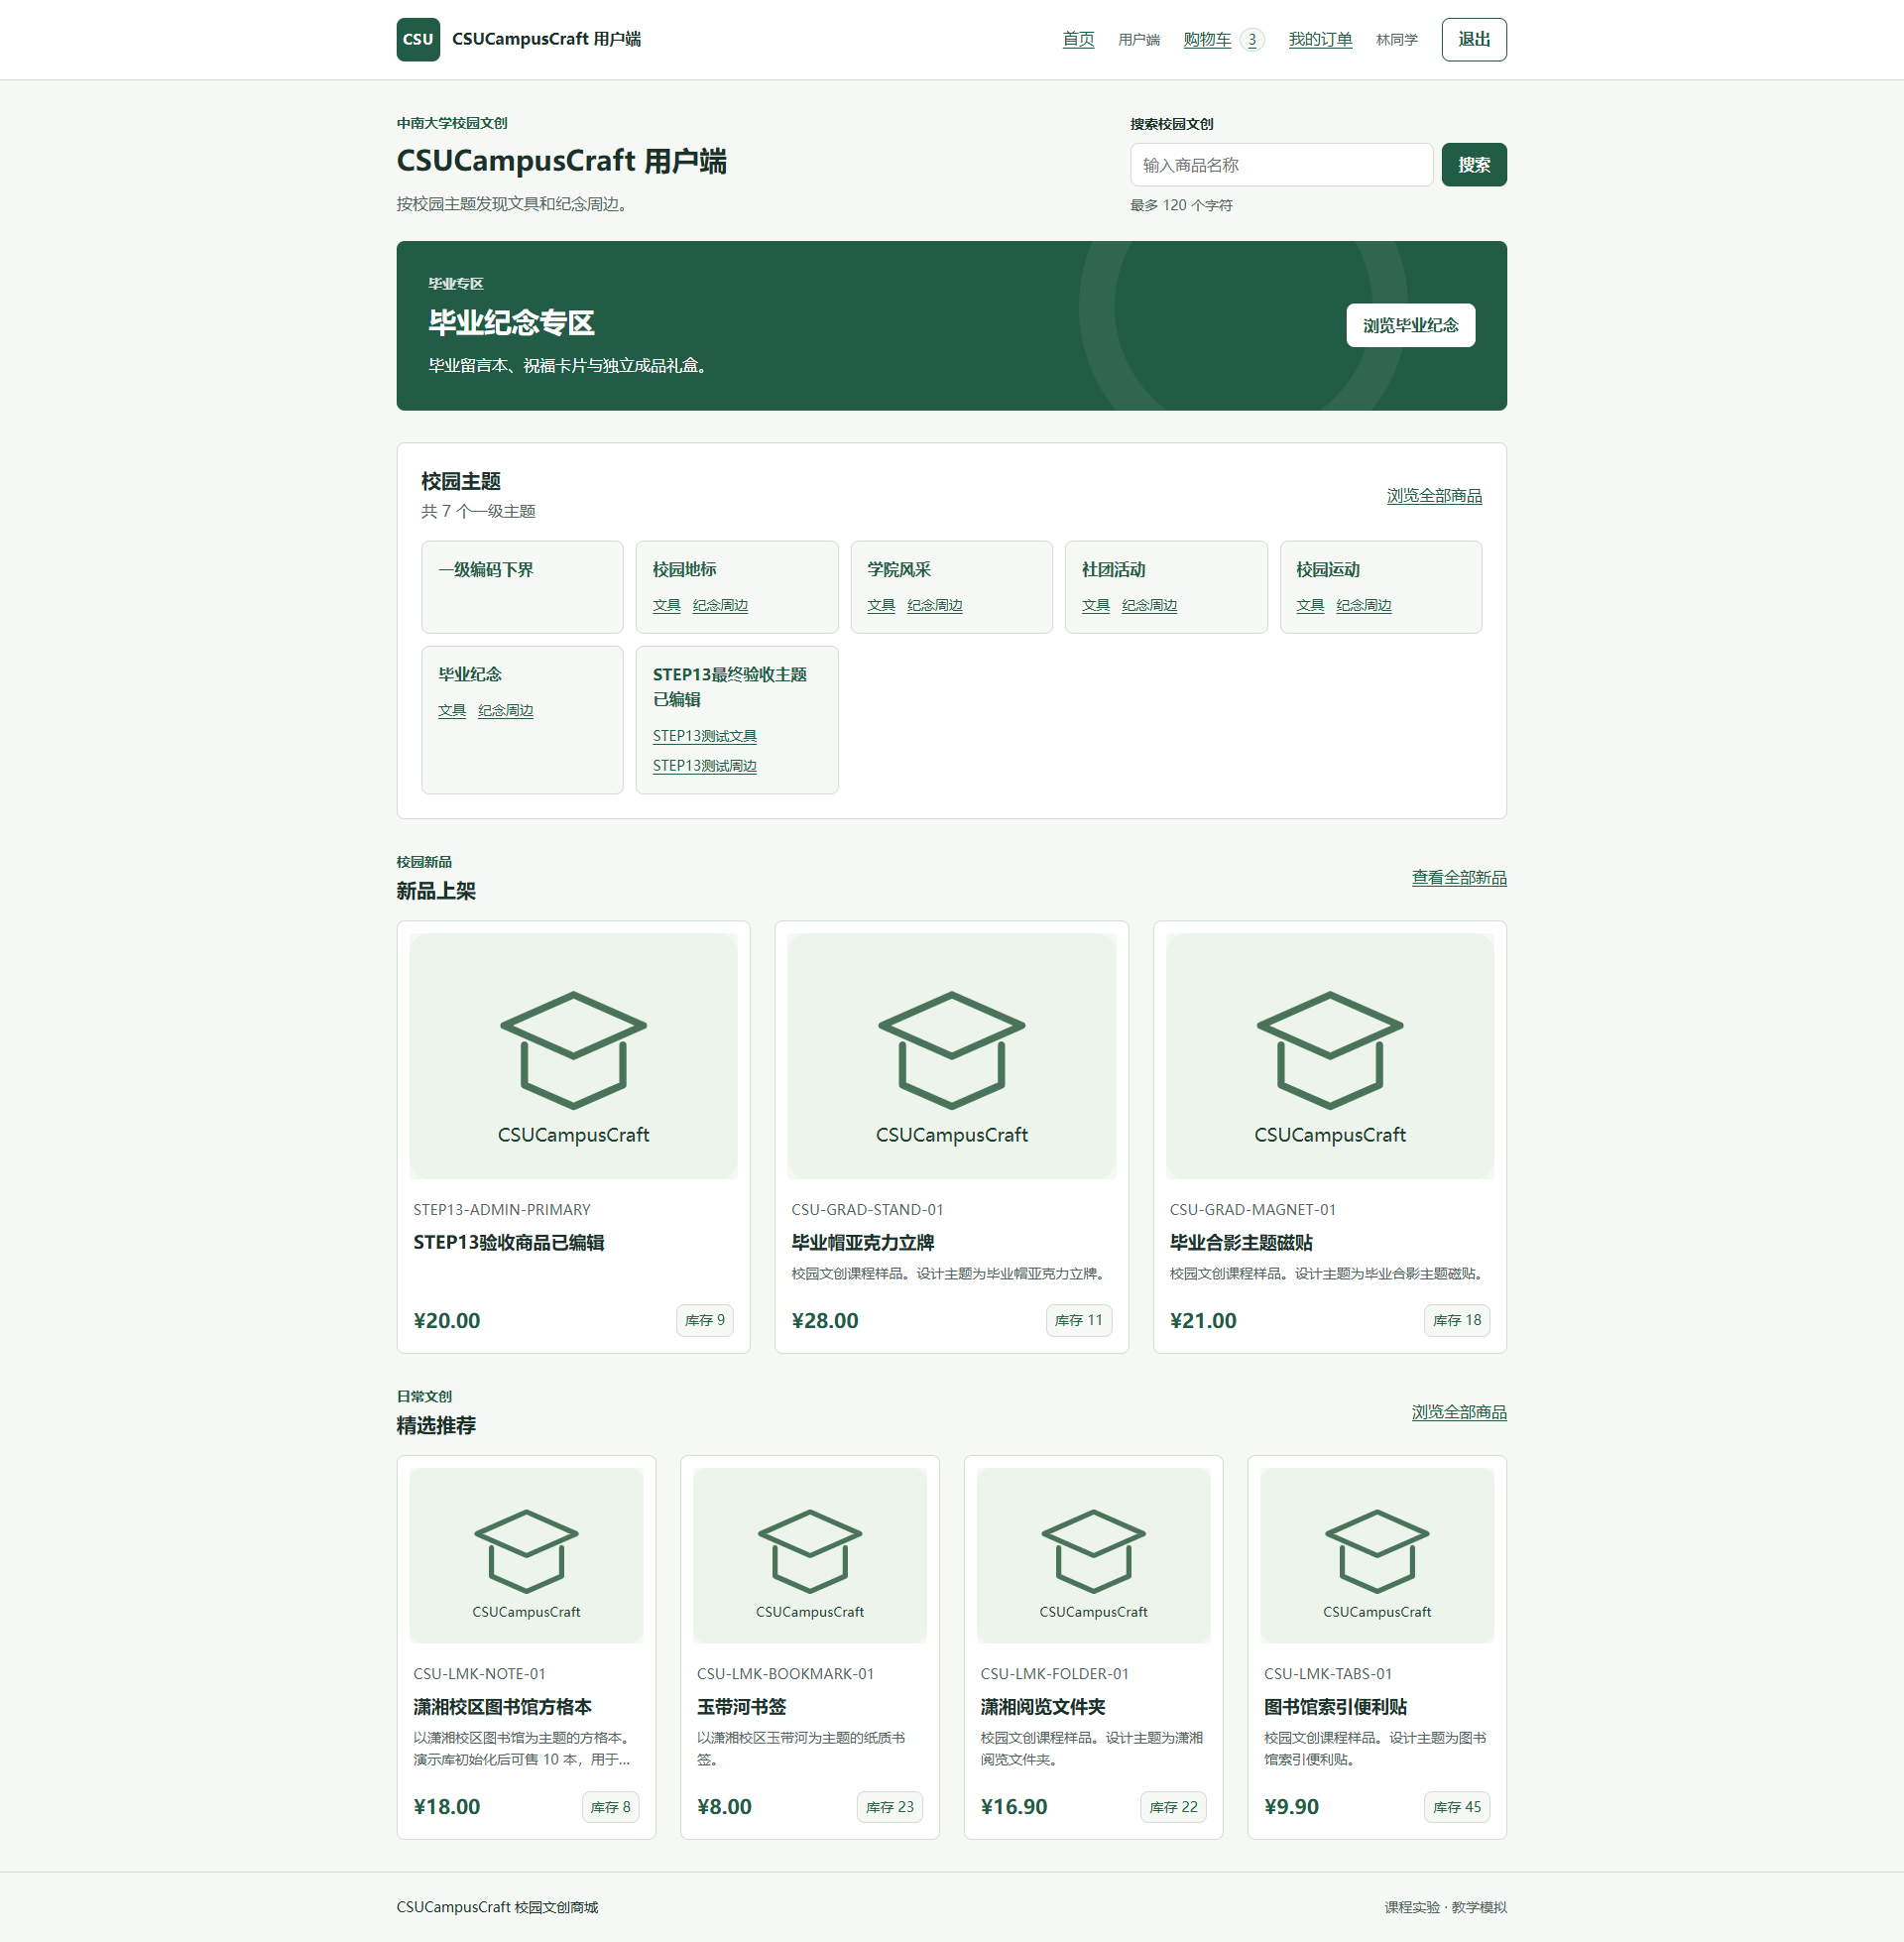 CSU CSUCampusCraft 用户端 首页 用户端 购物车 3 我的订单 林同学 退出
中南大学校园文创
CSUCampusCraft 用户端
按校园主题发现文具和纪念周边。
搜索校园文创
输入商品名称 搜索
最多 120 个字符
毕业专区
毕业纪念专区
毕业留言本、祝福卡片与独立成品礼盒。
浏览毕业纪念
校园主题
共 7 个一级主题
浏览全部商品
一级编码下界
校园地标
文具 纪念周边
学院风采
文具 纪念周边
社团活动
文具 纪念周边
校园运动
文具 纪念周边
毕业纪念
文具 纪念周边
STEP13最终验收主题
已编辑
STEP13测试文具
STEP13测试周边
校园新品
新品上架
查看全部新品
CSUCampusCraft
STEP13-ADMIN-PRIMARY
STEP13验收商品已编辑
¥20.00 库存 9
CSUCampusCraft
CSU-GRAD-STAND-01
毕业帽亚克力立牌
校园文创课程样品。设计主题为毕业帽亚克力立牌。
¥28.00 库存 11
CSUCampusCraft
CSU-GRAD-MAGNET-01
毕业合影主题磁贴
校园文创课程样品。设计主题为毕业合影主题磁贴。
¥21.00 库存 18
日常文创
精选推荐
浏览全部商品
CSUCampusCraft
CSU-LMK-NOTE-01
潇湘校区图书馆方格本
以潇湘校区图书馆为主题的方格本。
演示库初始化后可售 10 本，用于...
¥18.00 库存 8
CSUCampusCraft
CSU-LMK-BOOKMARK-01
玉带河书签
以潇湘校区玉带河为主题的纸质书
签。
¥8.00 库存 23
CSUCampusCraft
CSU-LMK-FOLDER-01
潇湘阅览文件夹
校园文创课程样品。设计主题为潇湘
阅览文件夹。
¥16.90 库存 22
CSUCampusCraft
CSU-LMK-TABS-01
图书馆索引便利贴
校园文创课程样品。设计主题为图书
馆索引便利贴。
¥9.90 库存 45
CSUCampusCraft 校园文创商城
课程实验 · 教学模拟